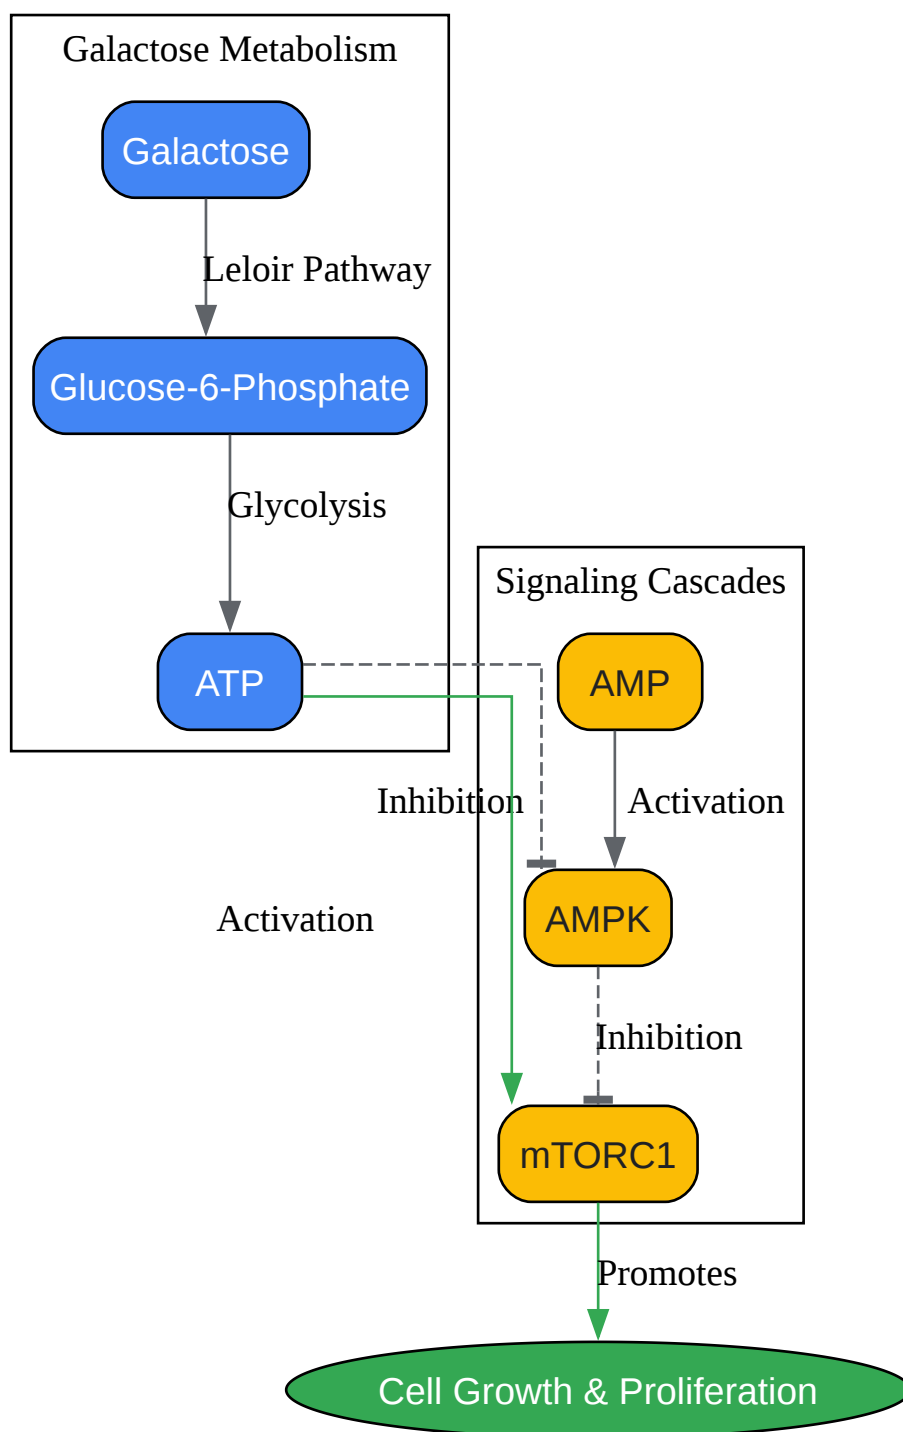 Galactose Metabolism
Galactose
Leloir Pathway
Glucose-6-Phosphate
Glycolysis
Signaling Cascades
ATP
AMP
Inhibition
Activation
AMPK
Activation
Inhibition
mTORC1
Promotes
Cell Growth & Proliferation